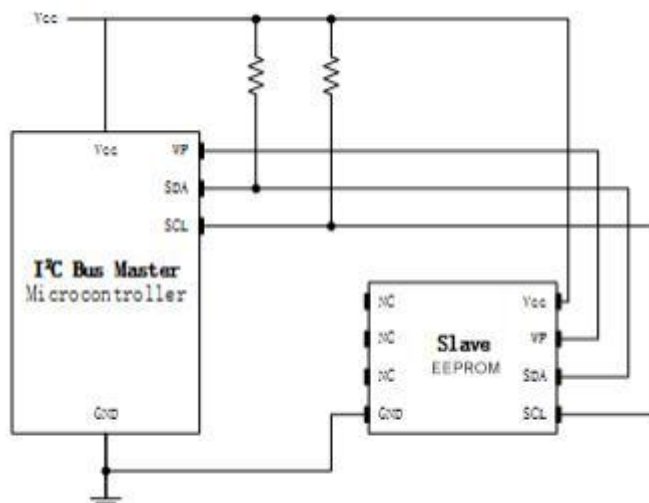 Vcc
Vcc
WP
SDA
SCL
I²C Bus Master
Microcontroller
GND
NC
Vcc
NC
Slave
WP
NC
EEPROM
SDA
GND
SCL